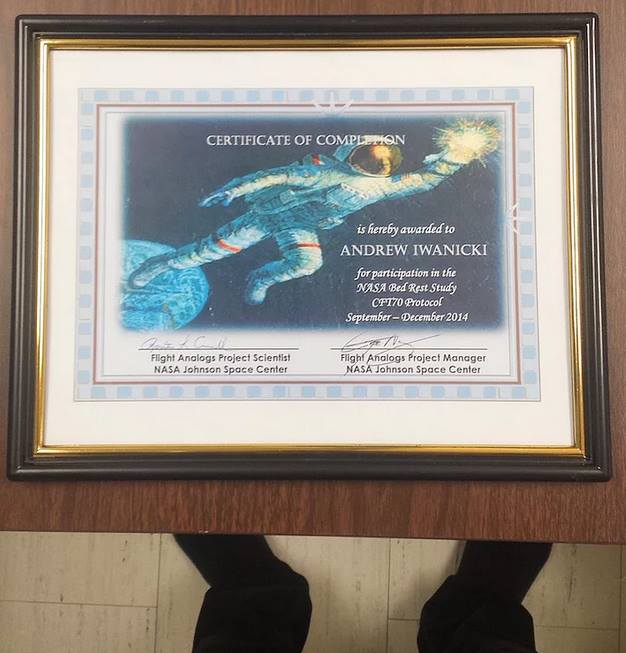 CERTIFICATE OF COMPLETION
is hereby awarded to
ANDREW IWANICKI
for participation in the
NASA Bed Rest Study
CFT70 Protocol
September – December 2014
Flight Analogs Project Scientist
NASA Johnson Space Center
Flight Analogs Project Manager
NASA Johnson Space Center